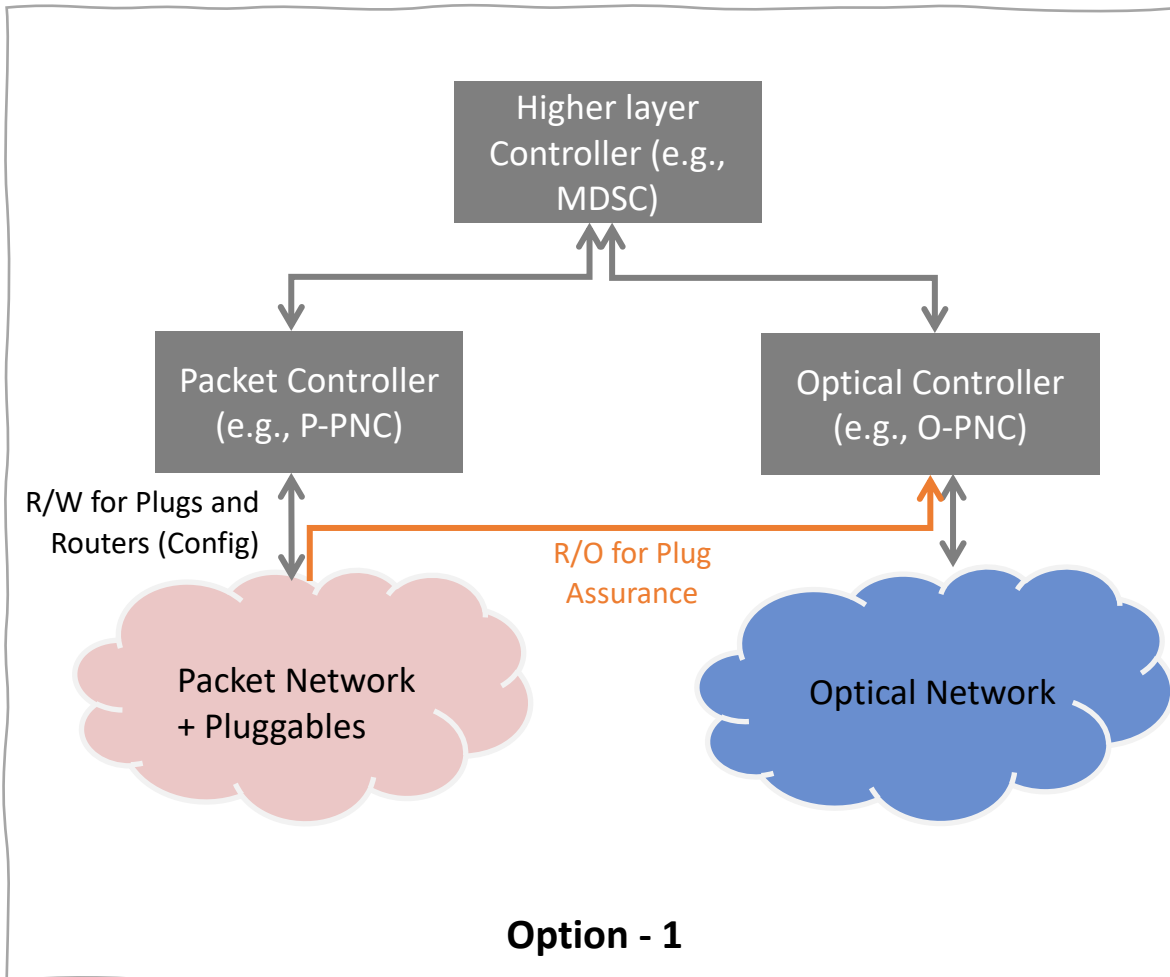 Higher layer
Controller (e.g.,
MDSC)
Packet Controller
(e.g., P-PNC)
Optical Controller
(e.g., O-PNC)
R/W for Plugs and
Routers (Config)
R/O for Plug
Assurance
Packet Network
+ Pluggables
Optical Network
Option - 1